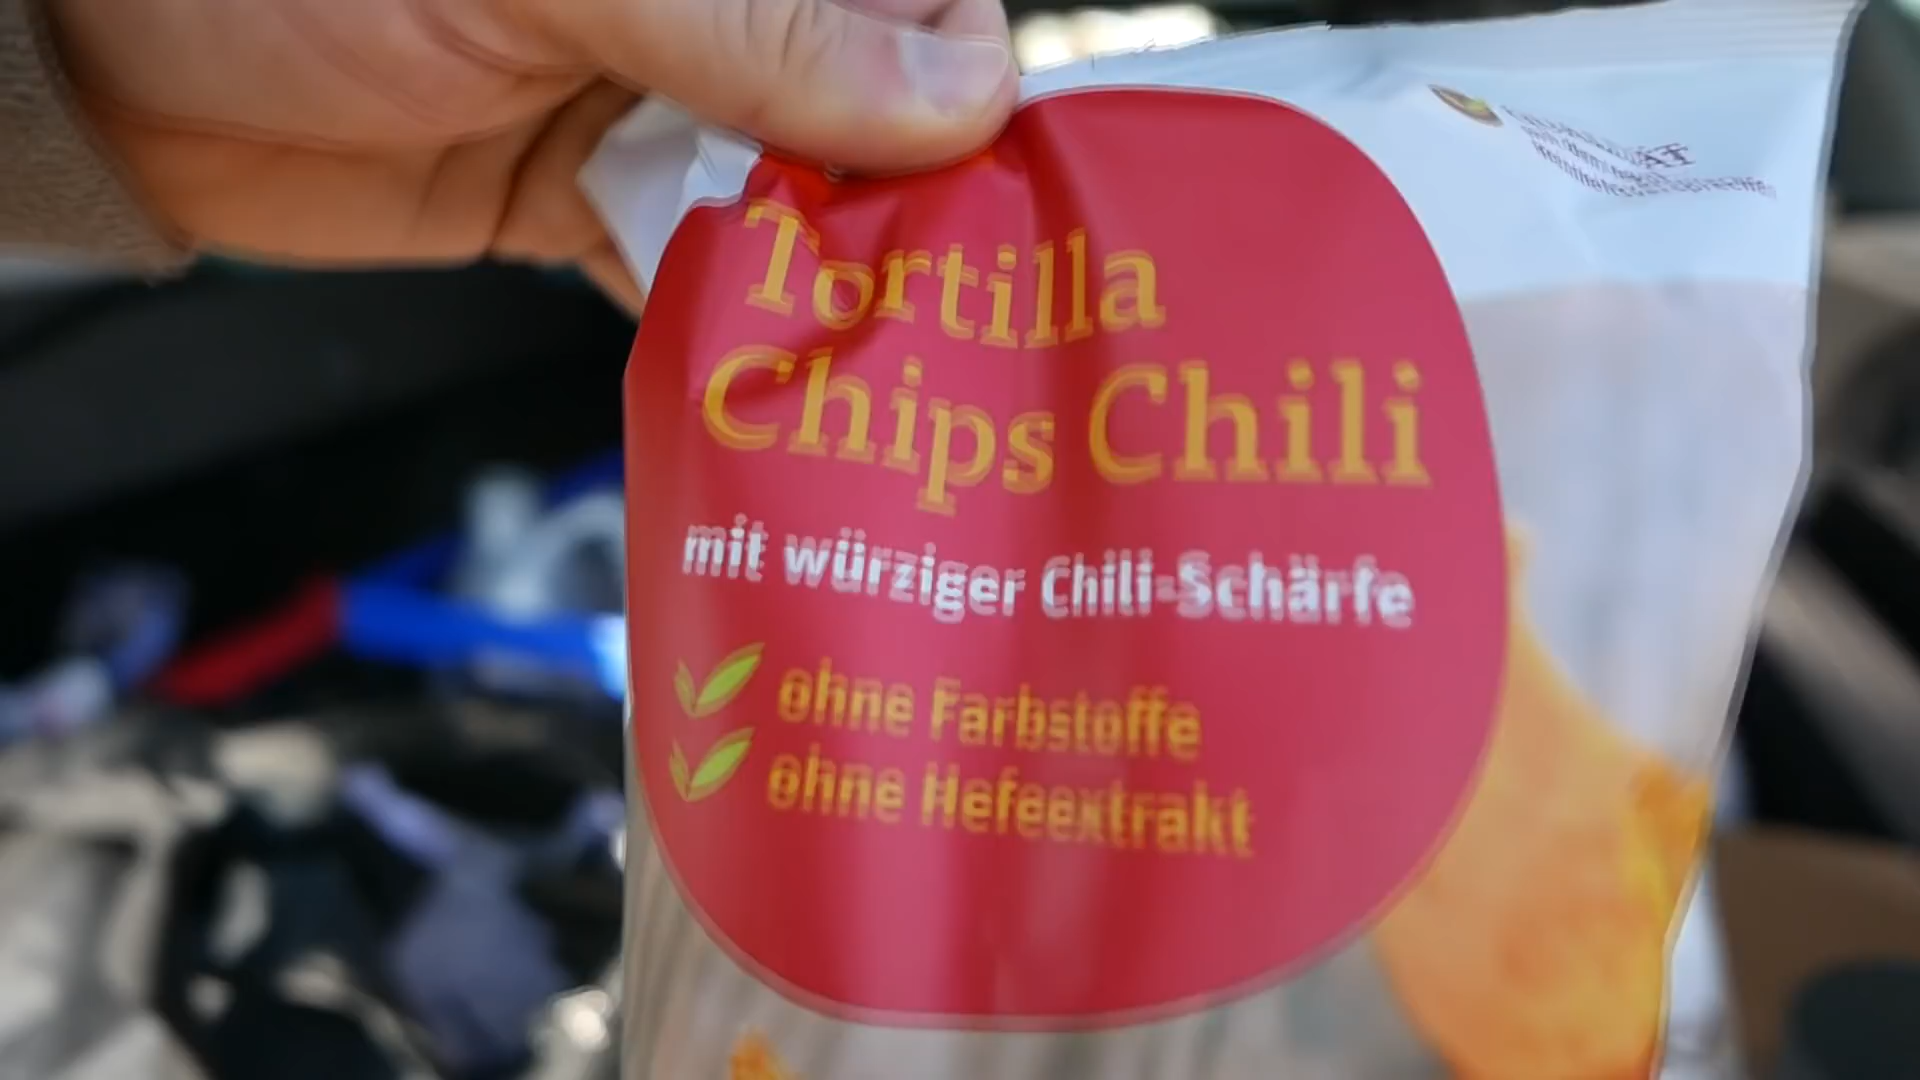 Tortilla
Chips Chili
mit würziger Chili-Schärfe
ohne Farbstoffe
ohne Hefeextrakt